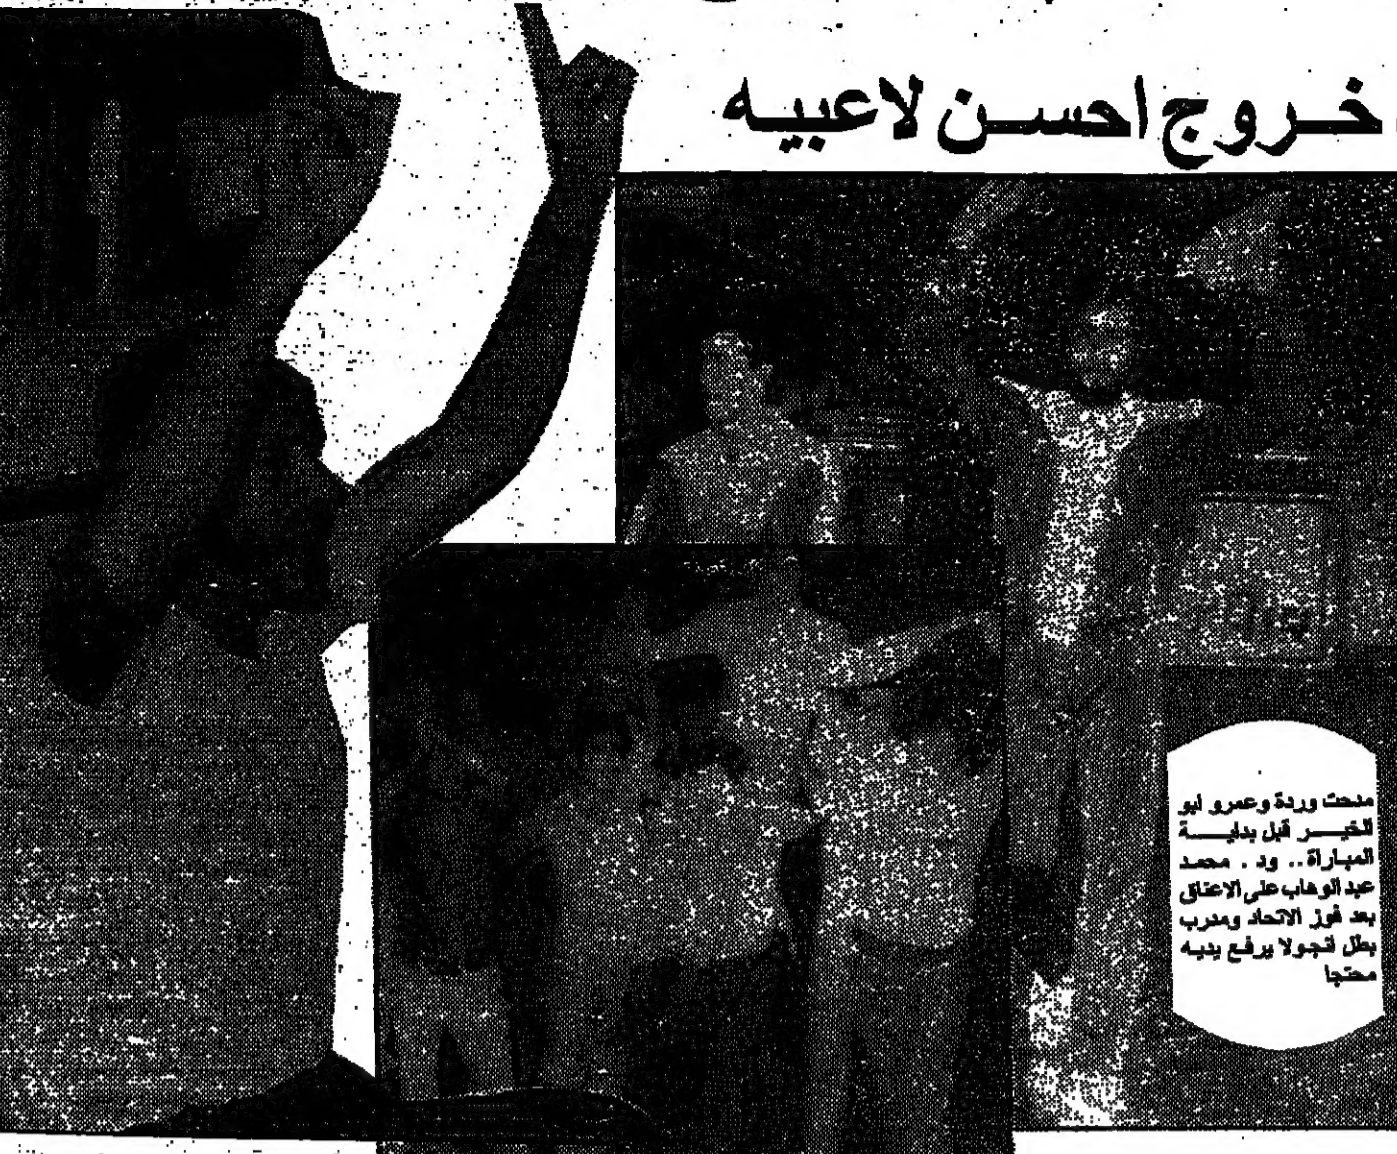 خروج احسن لاعبيه
مدحت وردة وعمرو ابو
الخير قبل بداية
المباراة.. ود. محمد
عبد الوهاب على الاعناق
بعد فوز الاتحاد ومدرب
بطل انجولا يرفع يديه
محتجا